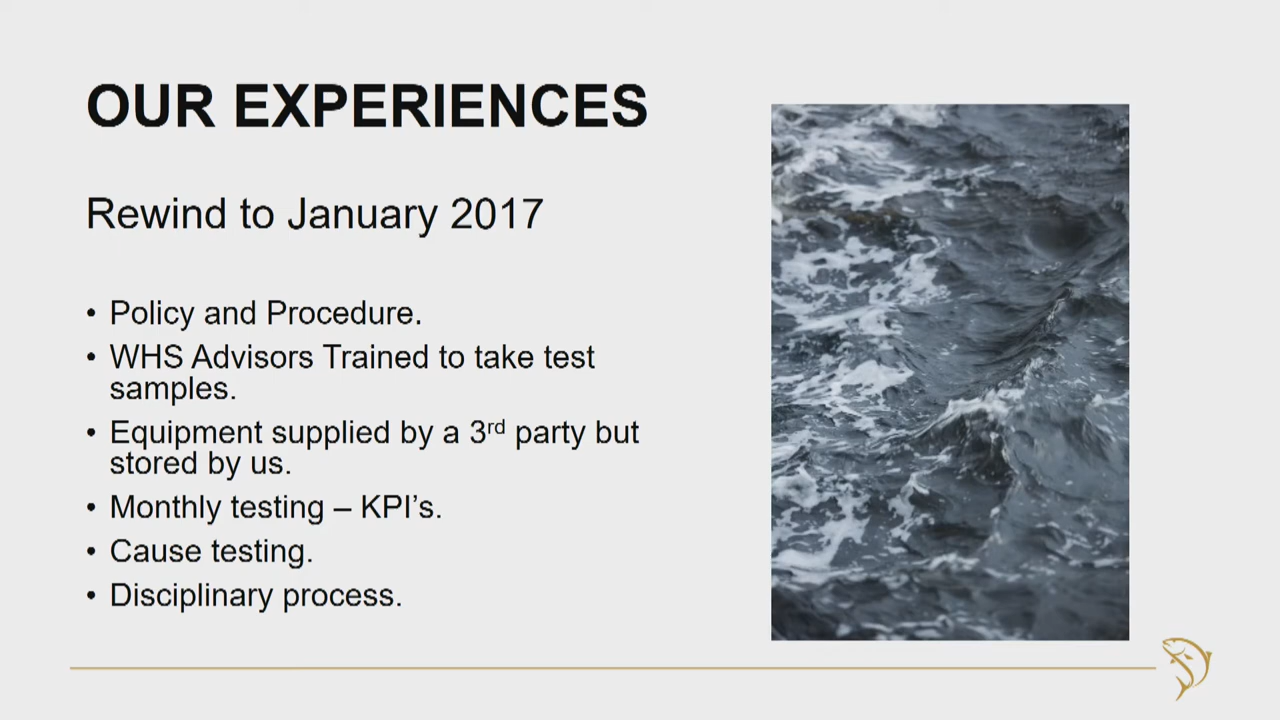 OUR EXPERIENCES
Rewind to January 2017
• Policy and Procedure.
• WHS Advisors Trained to take test
samples.
• Equipment supplied by a 3rd party but
stored by us.
• Monthly testing – KPI’s.
• Cause testing.
• Disciplinary process.